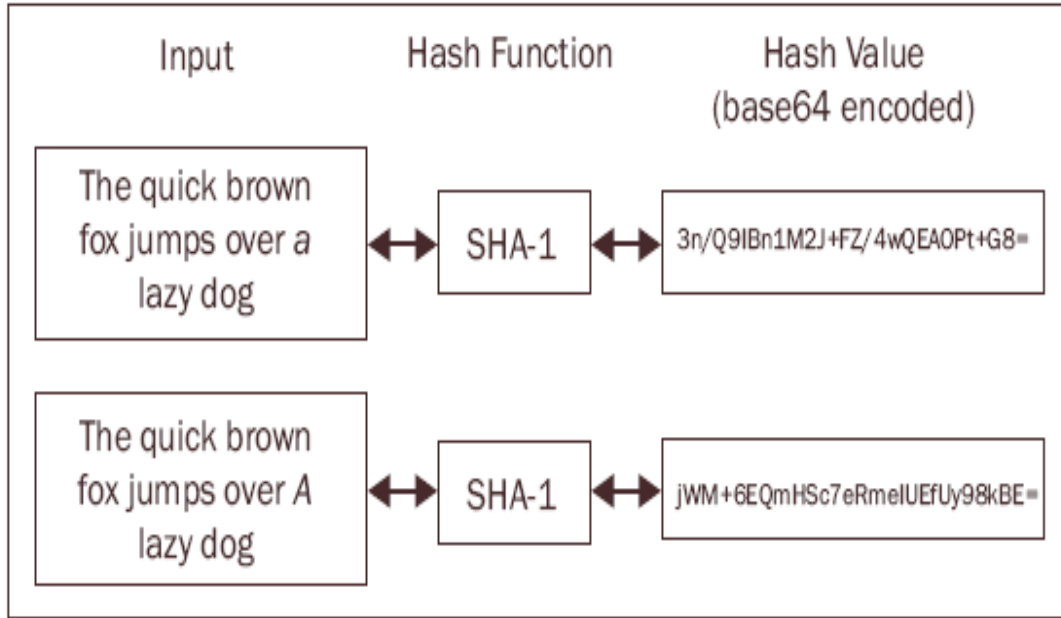 Input
Hash Function
Hash Value
(base64 encoded)
The quick brown
fox jumps over a
lazy dog
SHA-1
3n/Q9IBn1M2J+FZ/4wQEAOPt+G8=
The quick brown
fox jumps over A
lazy dog
SHA-1
jWM+6EQmHSc7eRmeIUEfUy98kBE=